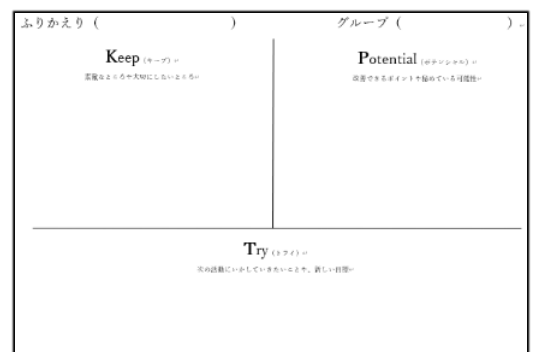 ふりかえり（　　　　　　　　）　　　グループ（　　　　　　）
Keep（キープ）
素敵なところや大切にしたいところ
Potential（ポテンシャル）
改善できるポイントや秘めている可能性
Try（トライ）
次の活動にいかしていきたいことや、新しい目標